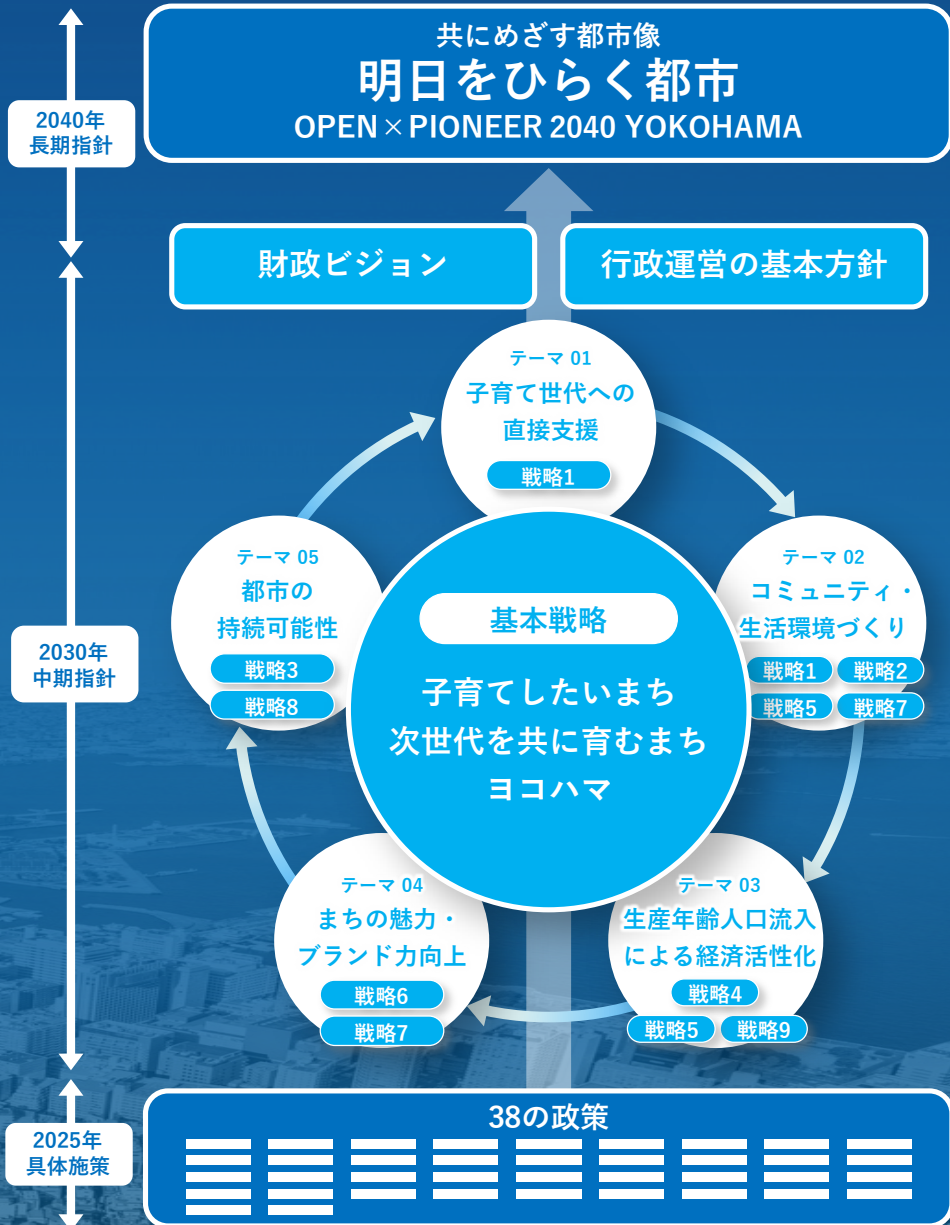 共にめざす都市像
明日をひらく都市
OPEN×PIONEER 2040 YOKOHAMA
2040年
長期指針
財政ビジョン
行政運営の基本方針
テーマ 01
子育て世代への
直接支援
戦略1
テーマ 05
都市の
持続可能性
戦略3
戦略8
テーマ 02
コミュニティ・
生活環境づくり
戦略1
戦略2
戦略5
戦略7
基本戦略
子育てしたいまち
次世代を共に育むまち
ヨコハマ
2030年
中期指針
テーマ 04
まちの魅力・
ブランド力向上
戦略6
戦略7
テーマ 03
生産年齢人口流入
による経済活性化
戦略4
戦略5
戦略9
2025年
具体施策
38の政策